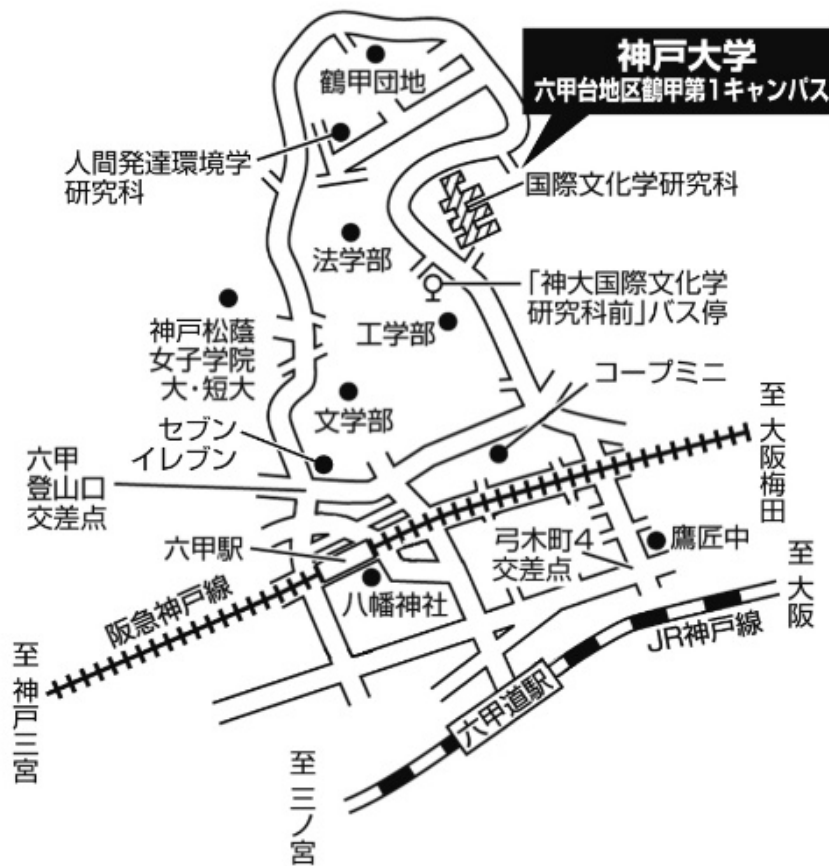 神戸大学
六甲台地区鶴甲第1キャンパス
鶴甲団地
人間発達環境学
研究科
国際文化学研究科
法学部
「神大国際文化学
研究科前」バス停
神戸松蔭
女子学院
大・短大
工学部
コープミニ
文学部
至 大阪梅田
セブン
イレブン
六甲
登山口
交差点
六甲駅
弓木町4
交差点
鷹匠中
至 大阪
八幡神社
阪急神戸線
JR神戸線
至 神戸三宮
六甲道駅
至 三ノ宮